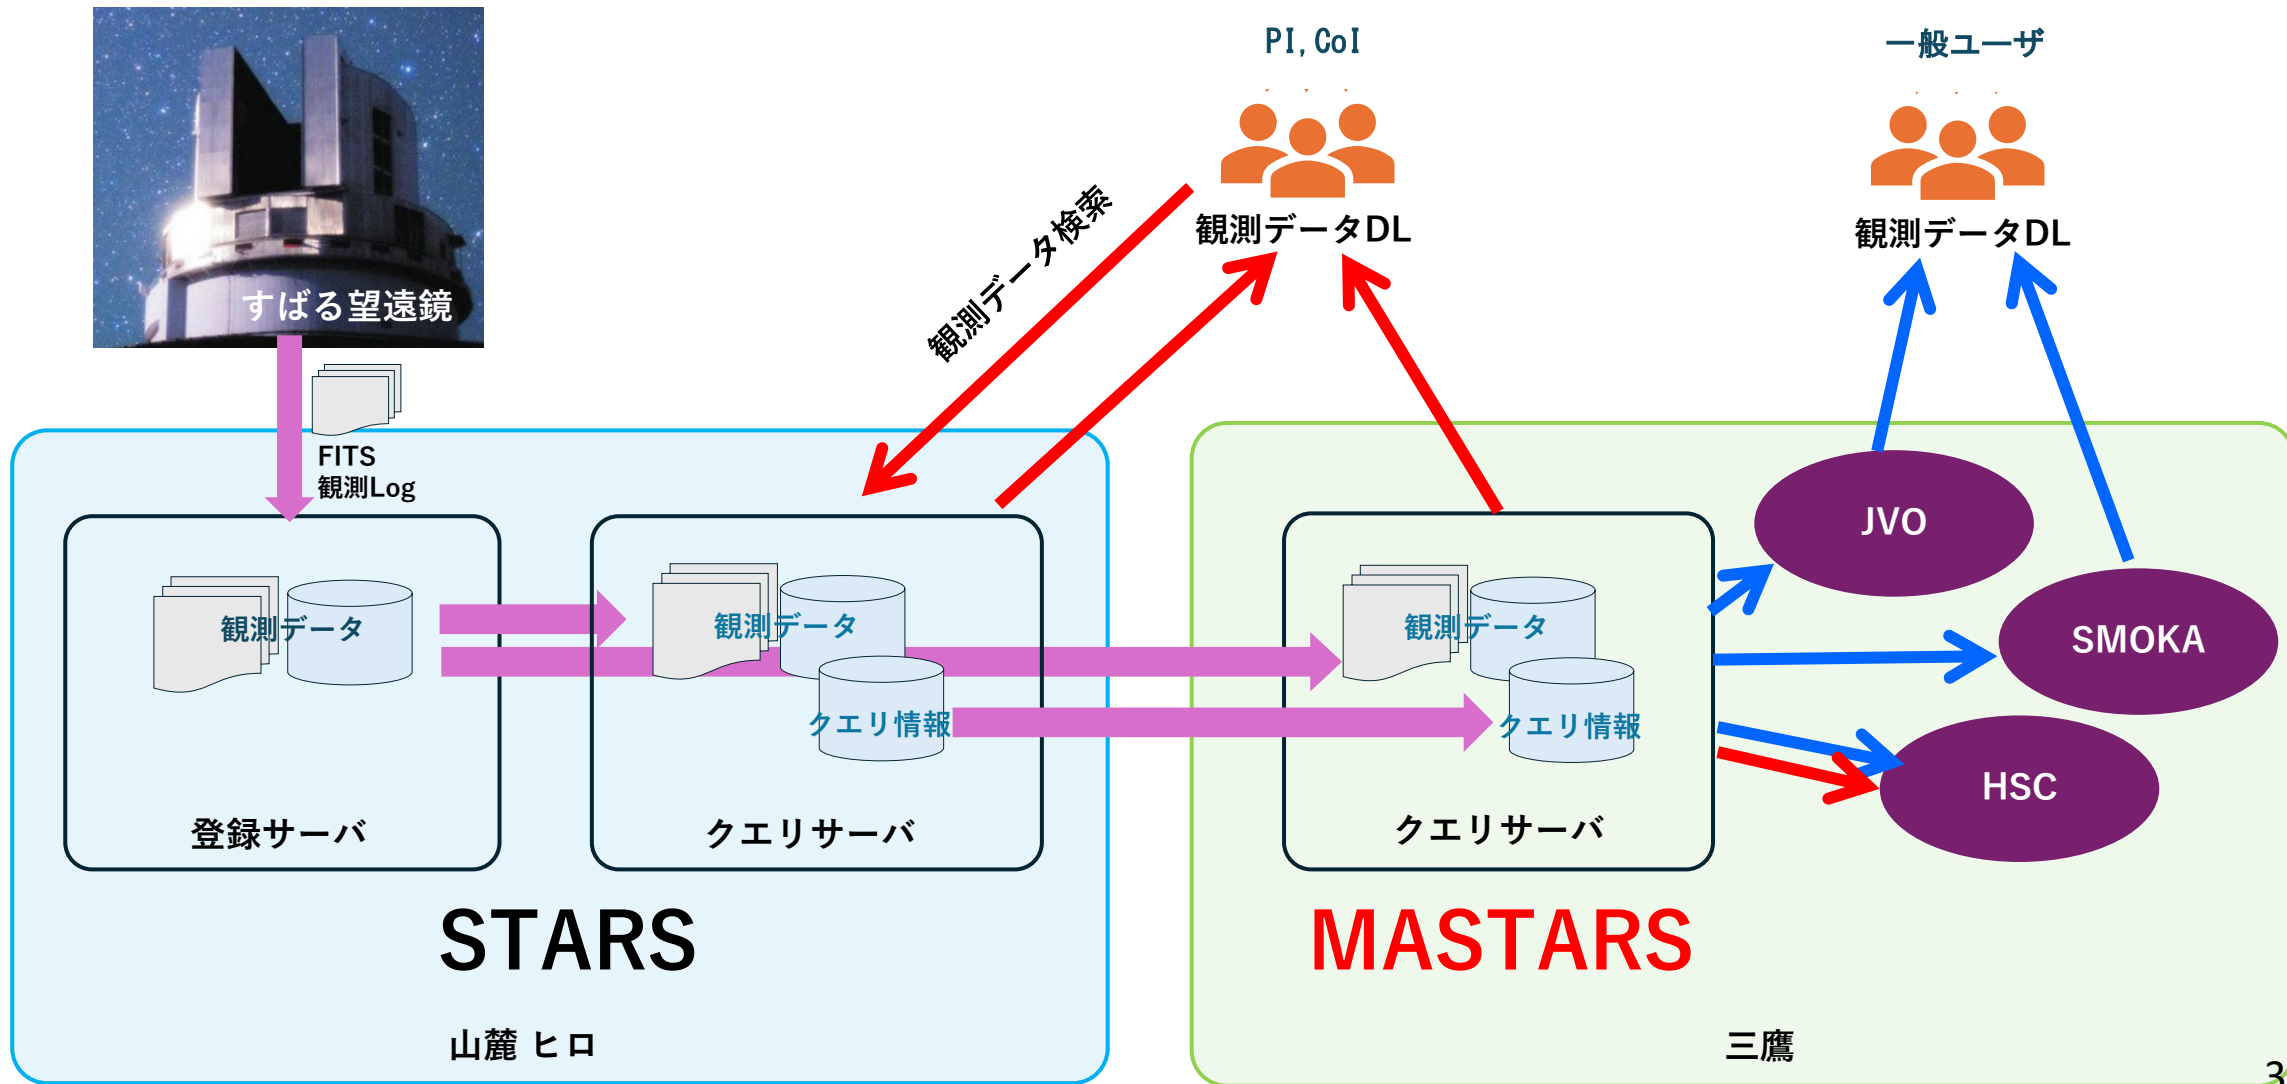 PI, CoI
一般ユーザ
観測データDL
観測データDL
観測データ検索
すばる望遠鏡
FITS
観測Log
観測データ
観測データ
クエリ情報
観測データ
クエリ情報
JVO
SMOKA
HSC
登録サーバ
クエリサーバ
クエリサーバ
STARS
MASTARS
山麓 ヒロ
三鷹
3